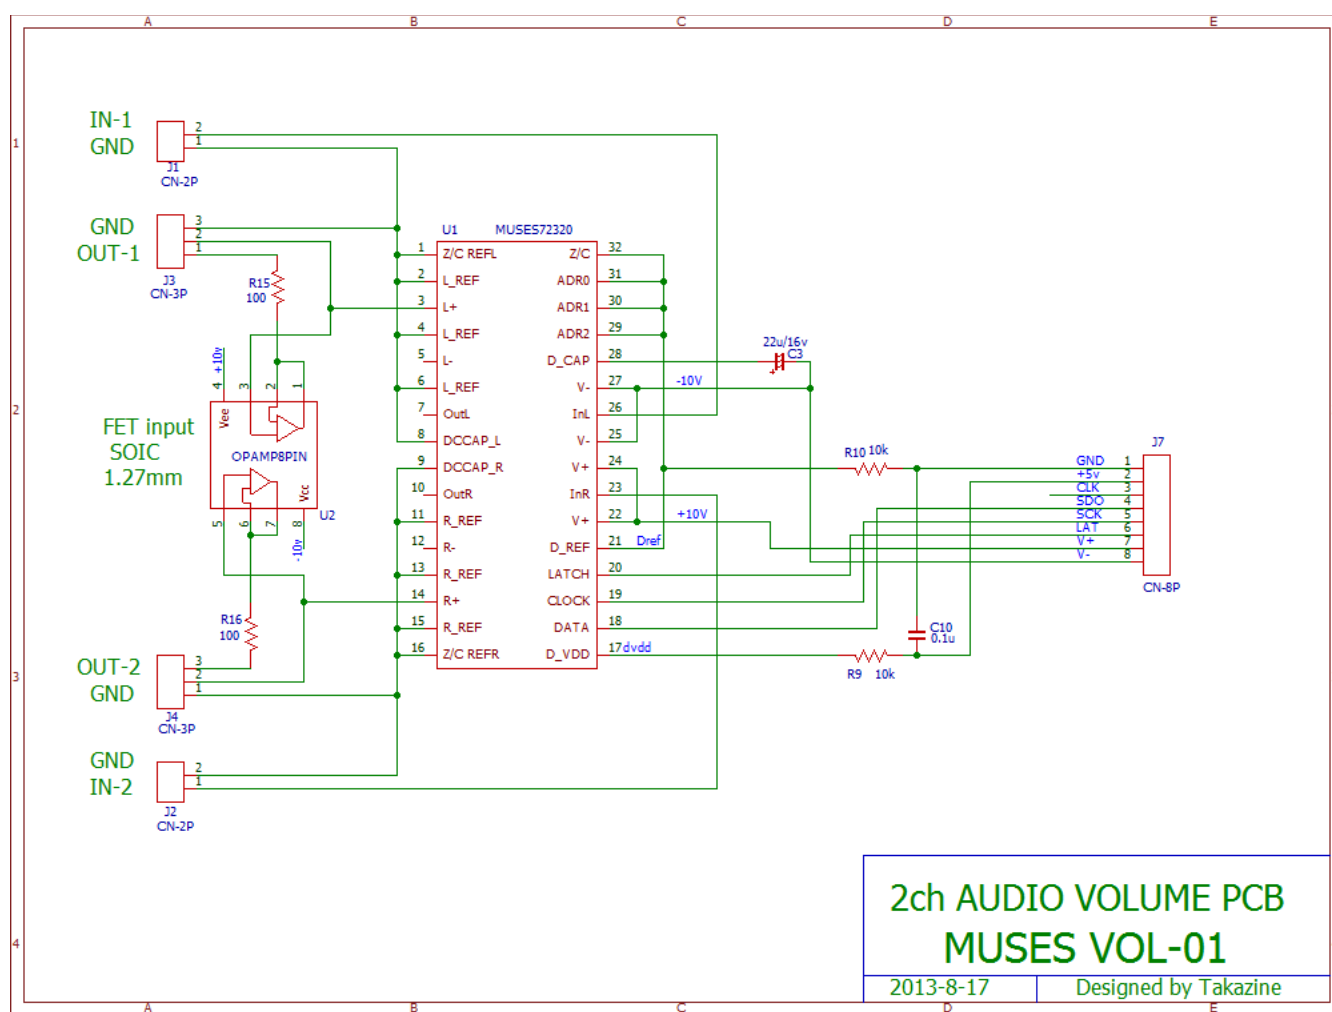 A B C D E
1
2
3
4
IN-1
GND
2
1
J1
CN-2P
GND
OUT-1
3
2
1
J3
CN-3P
R15
100
+10v
4 3 2 1
Vee
OPAMP8PIN
Vcc
5 6 7 8
U2
-10v
FET input
SOIC
1.27mm
R16
100
OUT-2
GND
3
2
1
J4
CN-3P
GND
IN-2
2
1
J2
CN-2P
U1 MUSES72320
1 Z/C REFL Z/C 32
2 L_REF ADR0 31
3 L+ ADR1 30
4 L_REF ADR2 29
5 L- D_CAP 28
6 L_REF V- 27
7 OutL InL 26
8 DCCAP_L V- 25
9 DCCAP_R V+ 24
10 OutR InR 23
11 R_REF V+ 22
12 R- D_REF 21
13 R_REF LATCH 20
14 R+ CLOCK 19
15 R_REF DATA 18
16 Z/C REFR D_VDD 17
-10V
+10V
Dref
dvdd
22u/16v
C3
R10 10k
C10
0.1u
R9 10k
J7
GND 1
+5v 2
CLK 3
SDO 4
SCK 5
LAT 6
V+ 7
V- 8
CN-8P
2ch AUDIO VOLUME PCB
MUSES VOL-01
2013-8-17 Designed by Takazine
A B C D E